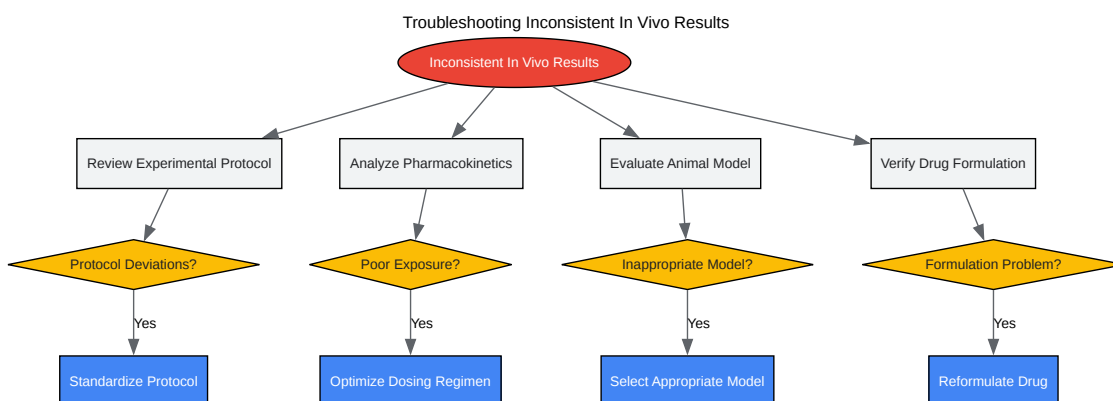 Troubleshooting Inconsistent In Vivo Results
Inconsistent In Vivo Results
Review Experimental Protocol
Analyze Pharmacokinetics
Evaluate Animal Model
Verify Drug Formulation
Protocol Deviations?
Poor Exposure?
Inappropriate Model?
Formulation Problem?
Yes
Yes
Yes
Yes
Standardize Protocol
Optimize Dosing Regimen
Select Appropriate Model
Reformulate Drug